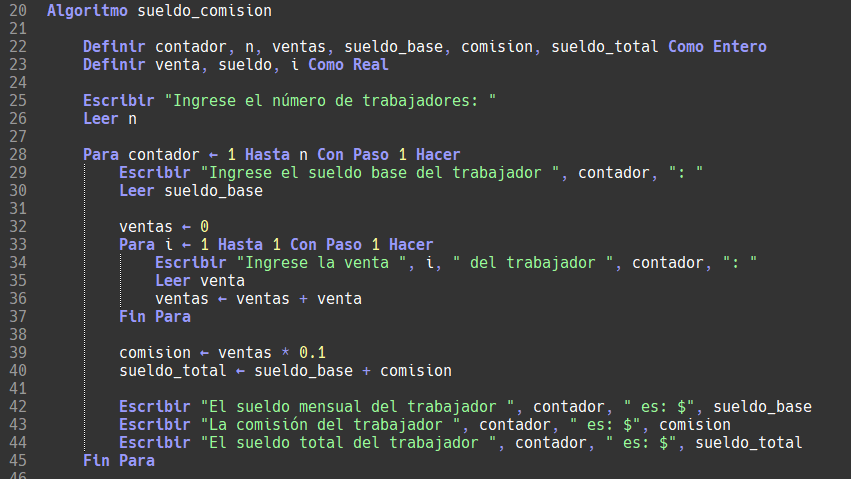 20 Algoritmo sueldo_comision
21
22 Definir contador, n, ventas, sueldo_base, comision, sueldo_total Como Entero
23 Definir venta, sueldo, i Como Real
24
25 Escribir "Ingrese el número de trabajadores: "
26 Leer n
27
28 Para contador ← 1 Hasta n Con Paso 1 Hacer
29 Escribir "Ingrese el sueldo base del trabajador ", contador, ": "
30 Leer sueldo_base
31
32 ventas ← 0
33 Para i ← 1 Hasta 1 Con Paso 1 Hacer
34 Escribir "Ingrese la venta ", i, " del trabajador ", contador, ": "
35 Leer venta
36 ventas ← ventas + venta
37 Fin Para
38
39 comision ← ventas * 0.1
40 sueldo_total ← sueldo_base + comision
41
42 Escribir "El sueldo mensual del trabajador ", contador, " es: $", sueldo_base
43 Escribir "La comisión del trabajador ", contador, " es: $", comision
44 Escribir "El sueldo total del trabajador ", contador, " es: $", sueldo_total
45 Fin Para
46